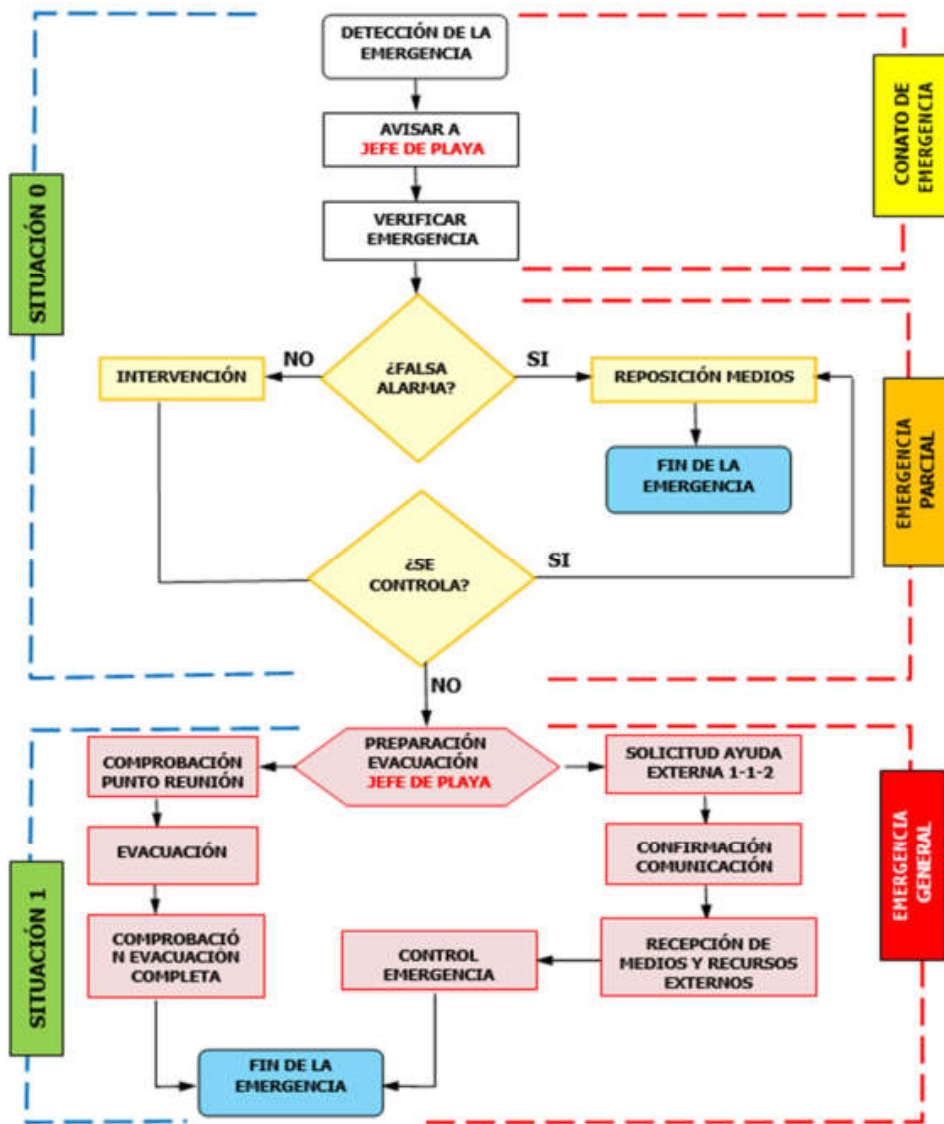 DETECCIÓN DE LA
EMERGENCIA
AVISAR A
JEFE DE PLAYA
VERIFICAR
EMERGENCIA
CONATO DE
EMERGENCIA
SITUACIÓN 0
¿FALSA
ALARMA?
NO
SI
INTERVENCIÓN
REPOSICIÓN MEDIOS
FIN DE LA
EMERGENCIA
EMERGENCIA
PARCIAL
¿SE
CONTROLA?
SI
NO
PREPARACIÓN
EVACUACIÓN
JEFE DE PLAYA
COMPROBACIÓN
PUNTO REUNIÓN
SOLICITUD AYUDA
EXTERNA 1-1-2
EVACUACIÓN
CONFIRMACIÓN
COMUNICACIÓN
EMERGENCIA
GENERAL
SITUACIÓN 1
COMPROBACIÓ
N EVACUACIÓN
COMPLETA
CONTROL
EMERGENCIA
RECEPCIÓN DE
MEDIOS Y RECURSOS
EXTERNOS
FIN DE LA
EMERGENCIA